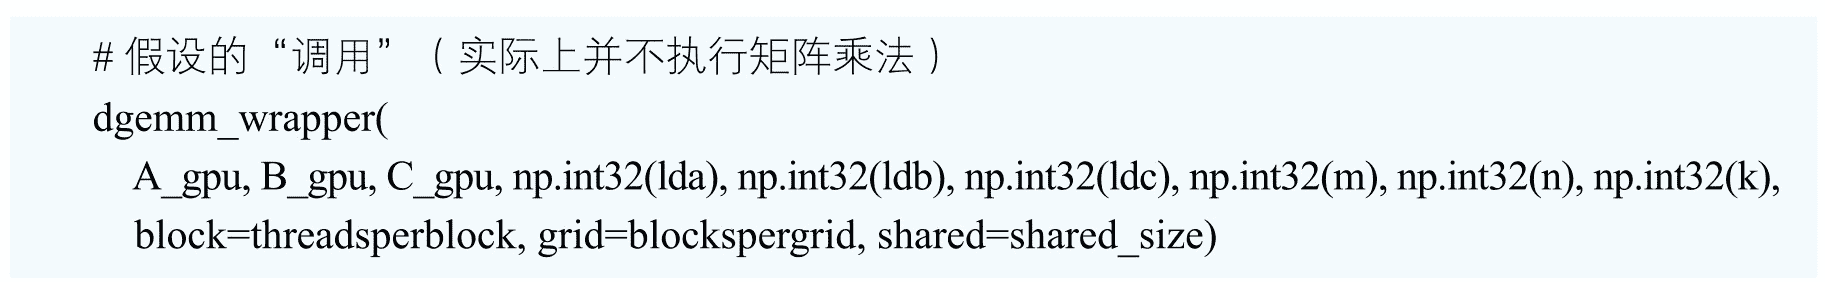 # 假设的“调用”（实际上并不执行矩阵乘法）
dgemm_wrapper(
A_gpu, B_gpu, C_gpu, np.int32(lda), np.int32(ldb), np.int32(ldc), np.int32(m), np.int32(n), np.int32(k),
block=threadsperblock, grid=blockspergrid, shared=shared_size)